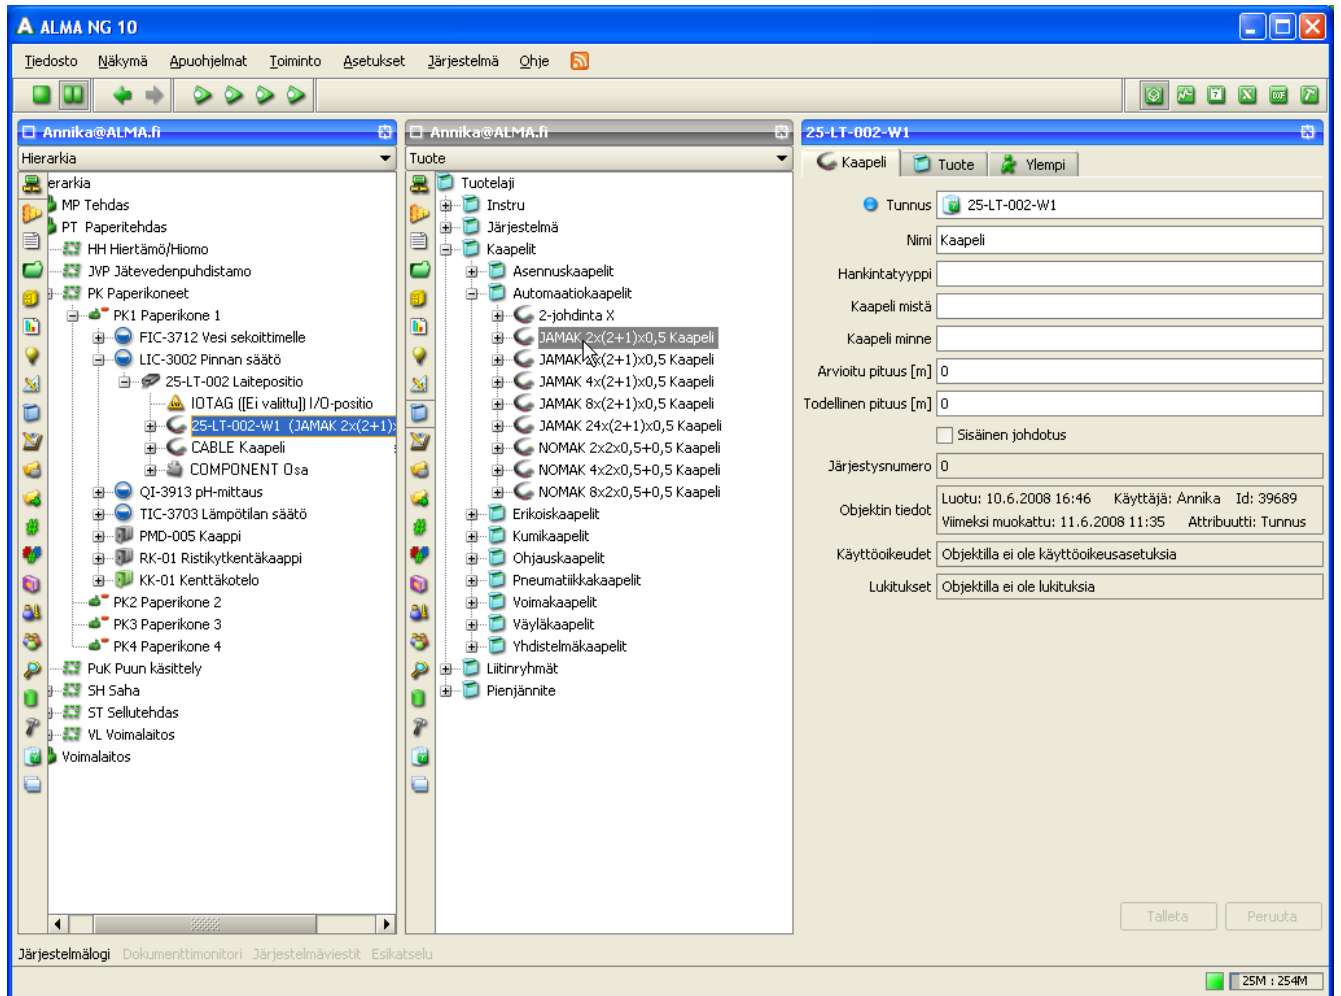 ALMA NG 10
Tiedosto Näkymä Apuohjelmat Toiminto Asetukset Järjestelmä Ohje
Annika@ALMA.fi
Hierarkia
erarkia
MP Tehdas
PT Paperitehdas
HH Hiertämö/Hiomo
JVP Jätevedenpuhdistamo
PK Paperikoneet
PK1 Paperikone 1
FIC-3712 Vesi sekoittimelle
LIC-3002 Pinnan säätö
25-LT-002 Laitepositio
IOTAG ([Ei valittu]) I/O-positio
25-LT-002-W1 (JAMAK 2x(2+1)x
CABLE Kaapeli
COMPONENT Osa
QI-3913 pH-mittaus
TIC-3703 Lämpötilan säätö
PMD-005 Kaappi
RK-01 Ristikytkentäkaappi
KK-01 Kenttäkotelo
PK2 Paperikone 2
PK3 Paperikone 3
PK4 Paperikone 4
PuK Puun käsittely
SH Saha
ST Sellutehdas
VL Voimalaitos
Voimalaitos
Annika@ALMA.fi
Tuote
Tuotelaji
Instru
Järjestelmä
Kaapelit
Asennuskaapelit
Automaatiokaapelit
2-johdinta X
JAMAK 2x(2+1)x0,5 Kaapeli
JAMAK (2+1)x0,5 Kaapeli
JAMAK 4x(2+1)x0,5 Kaapeli
JAMAK 8x(2+1)x0,5 Kaapeli
JAMAK 24x(2+1)x0,5 Kaapeli
NOMAK 2x2x0,5+0,5 Kaapeli
NOMAK 4x2x0,5+0,5 Kaapeli
NOMAK 8x2x0,5+0,5 Kaapeli
Erikoiskaapelit
Kumikaapelit
Ohjauskaapelit
Pneumatiikkakaapelit
Voimakaapelit
Väyläkaapelit
Yhdistelmäkaapelit
Liitinryhmät
Pienjännite
25-LT-002-W1
Kaapeli Tuote Ylempi
Tunnus 25-LT-002-W1
Nimi Kaapeli
Hankintatyyppi
Kaapeli mistä
Kaapeli minne
Arvioitu pituus [m] 0
Todellinen pituus [m] 0
Sisäinen johdotus
Järjestysnumero 0
Objektin tiedot Luotu: 10.6.2008 16:46 Käyttäjä: Annika Id: 39689
Viimeksi muokattu: 11.6.2008 11:35 Attribuutti: Tunnus
Käyttöoikeudet Objektilla ei ole käyttöoikeusasetuksia
Lukitukset Objektilla ei ole lukituksia
Talleta Peruuta
Järjestelmälogi Dokumenttimonitori Järjestelmäviestit Esikatselu
25M : 254M